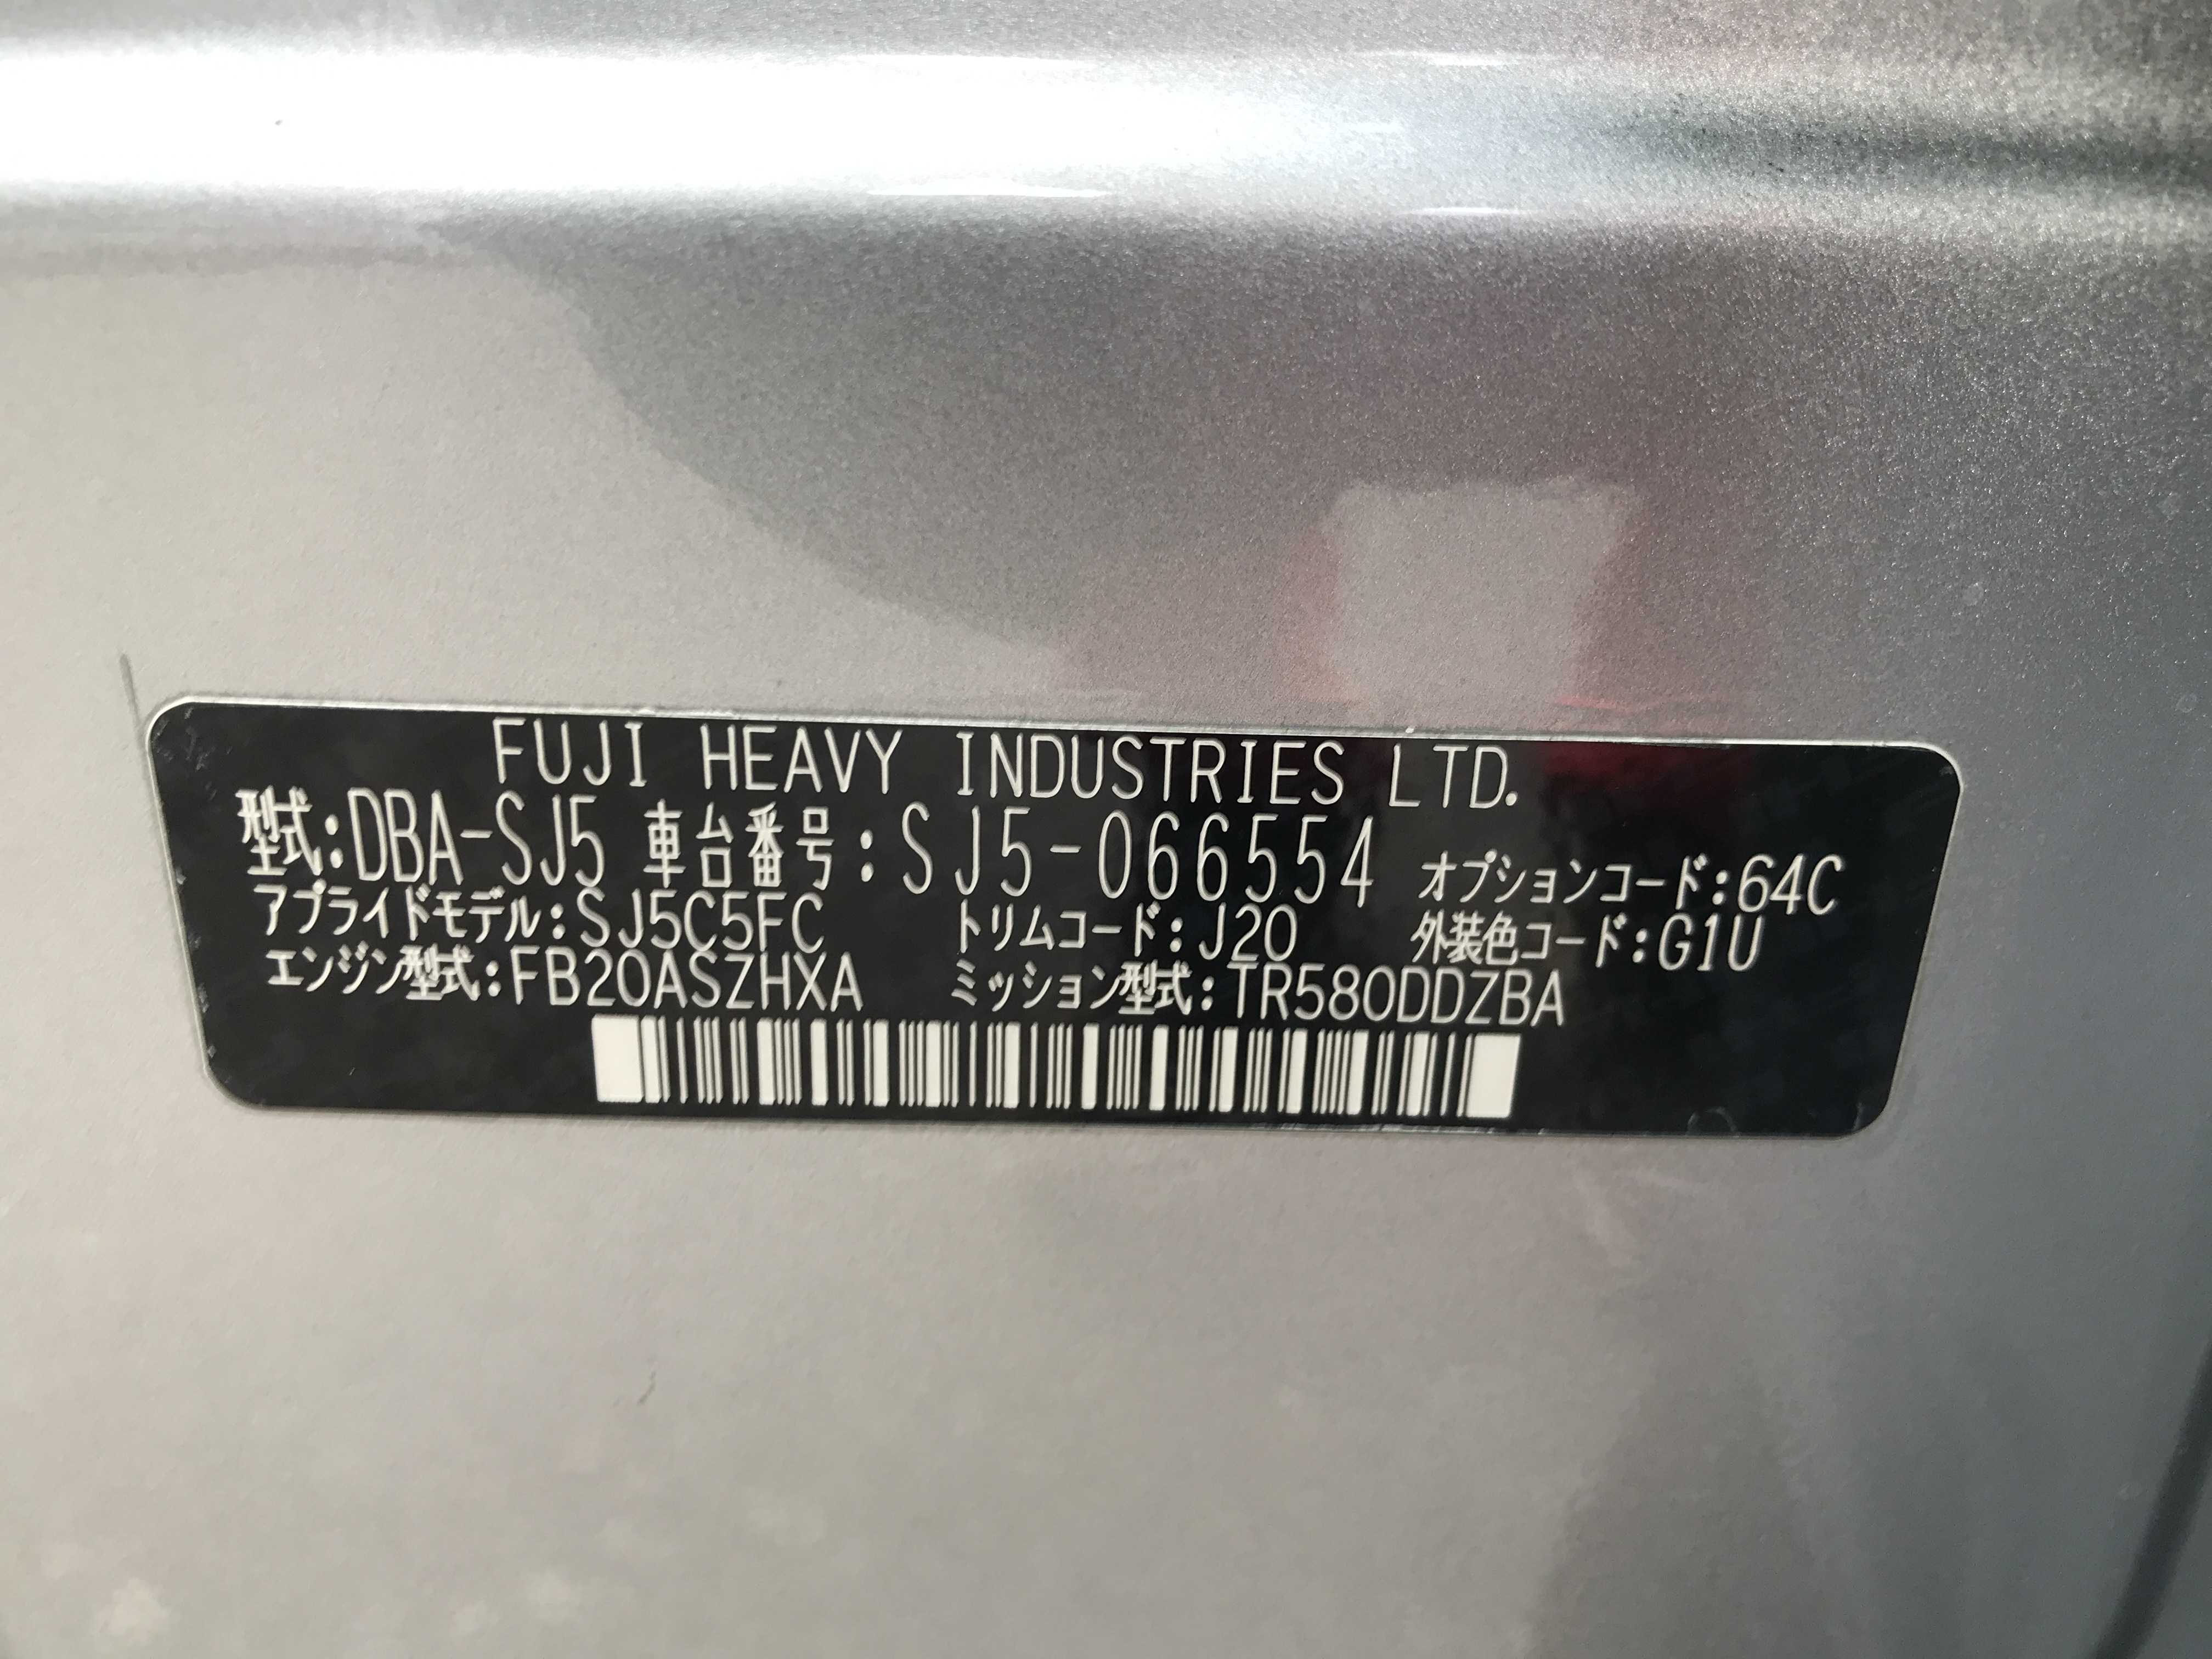 FUJI HEAVY INDUSTRIES LTD.
型式:DBA-SJ5 車台番号:SJ5-066554 オプションコード:64C
アプライドモデル:SJ5C5FC トリムコード:J20 外装色コード:G1U
エンジン型式:FB20ASZHXA ミッション型式:TR580DDZBA